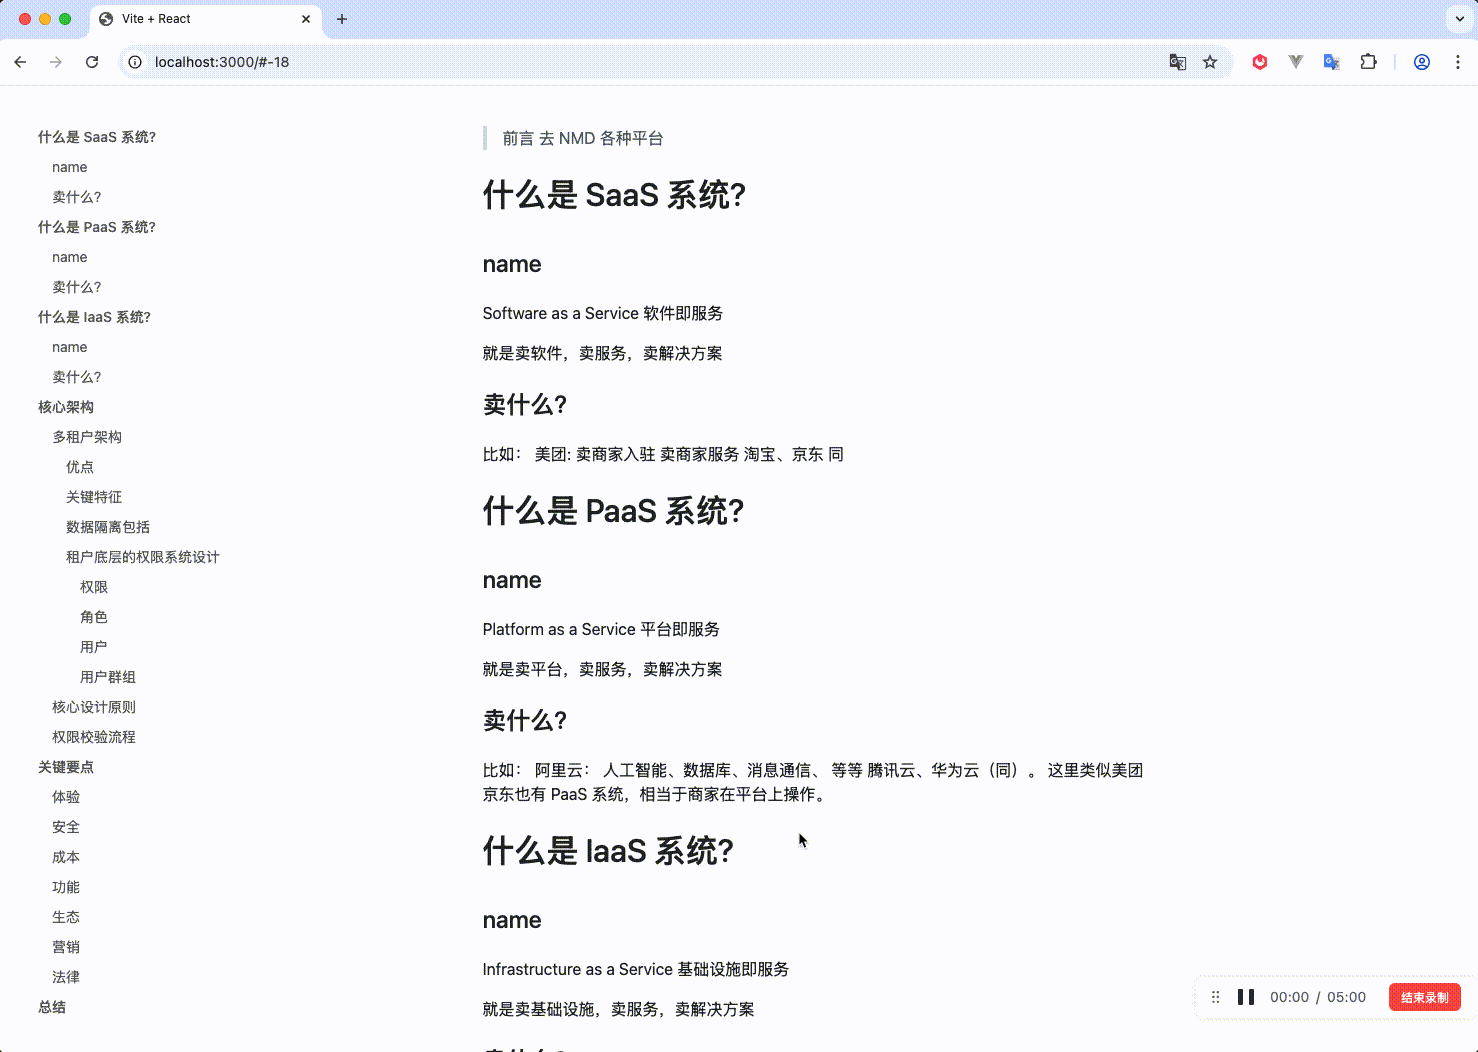 Vite + React
localhost:3000/#-18
什么是 SaaS 系统?
name
卖什么?
什么是 PaaS 系统?
name
卖什么?
什么是 IaaS 系统?
name
卖什么?
核心架构
多租户架构
优点
关键特征
数据隔离包括
租户底层的权限系统设计
权限
角色
用户
用户群组
核心设计原则
权限校验流程
关键要点
体验
安全
成本
功能
生态
营销
法律
总结
前言 去 NMD 各种平台
什么是 SaaS 系统?
name
Software as a Service 软件即服务
就是卖软件，卖服务，卖解决方案
卖什么?
比如： 美团: 卖商家入驻 卖商家服务 淘宝、京东 同
什么是 PaaS 系统?
name
Platform as a Service 平台即服务
就是卖平台，卖服务，卖解决方案
卖什么?
比如： 阿里云： 人工智能、数据库、消息通信、 等等 腾讯云、华为云（同）。 这里类似美团
京东也有 PaaS 系统，相当于商家在平台上操作。
什么是 IaaS 系统?
name
Infrastructure as a Service 基础设施即服务
就是卖基础设施，卖服务，卖解决方案
00:00 / 05:00
结束录制